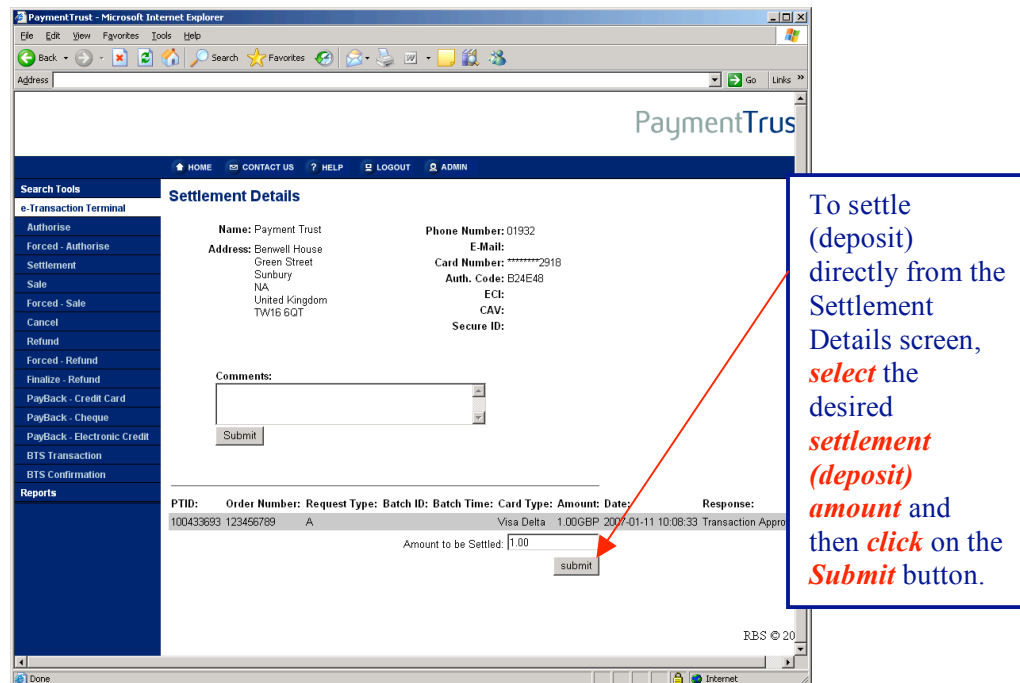 PaymentTrust - Microsoft Internet Explorer
File Edit View Favorites Tools Help
Back Search Favorites
Address Go Links »
PaymentTrus
HOME CONTACT US ? HELP LOGOUT ADMIN
Search Tools
e-Transaction Terminal
Authorise
Forced - Authorise
Settlement
Sale
Forced - Sale
Cancel
Refund
Forced - Refund
Finalize - Refund
PayBack - Credit Card
PayBack - Cheque
PayBack - Electronic Credit
BTS Transaction
BTS Confirmation
Reports
Settlement Details
Name: Payment Trust
Address: Benwell House
Green Street
Sunbury
NA
United Kingdom
TW16 6QT
Phone Number: 01932
E-Mail:
Card Number: ********2918
Auth. Code: B24E48
ECI:
CAV:
Secure ID:
Comments:
Submit
PTID: Order Number: Request Type: Batch ID: Batch Time: Card Type: Amount: Date: Response:
100433693 123456789 A Visa Delta 1.00GBP 2007-01-11 10:08:33 Transaction Appro
Amount to be Settled: 1.00
submit
RBS © 20
Done Internet
To settle
(deposit)
directly from the
Settlement
Details screen,
select the
desired
settlement
(deposit)
amount and
then click on the
Submit button.